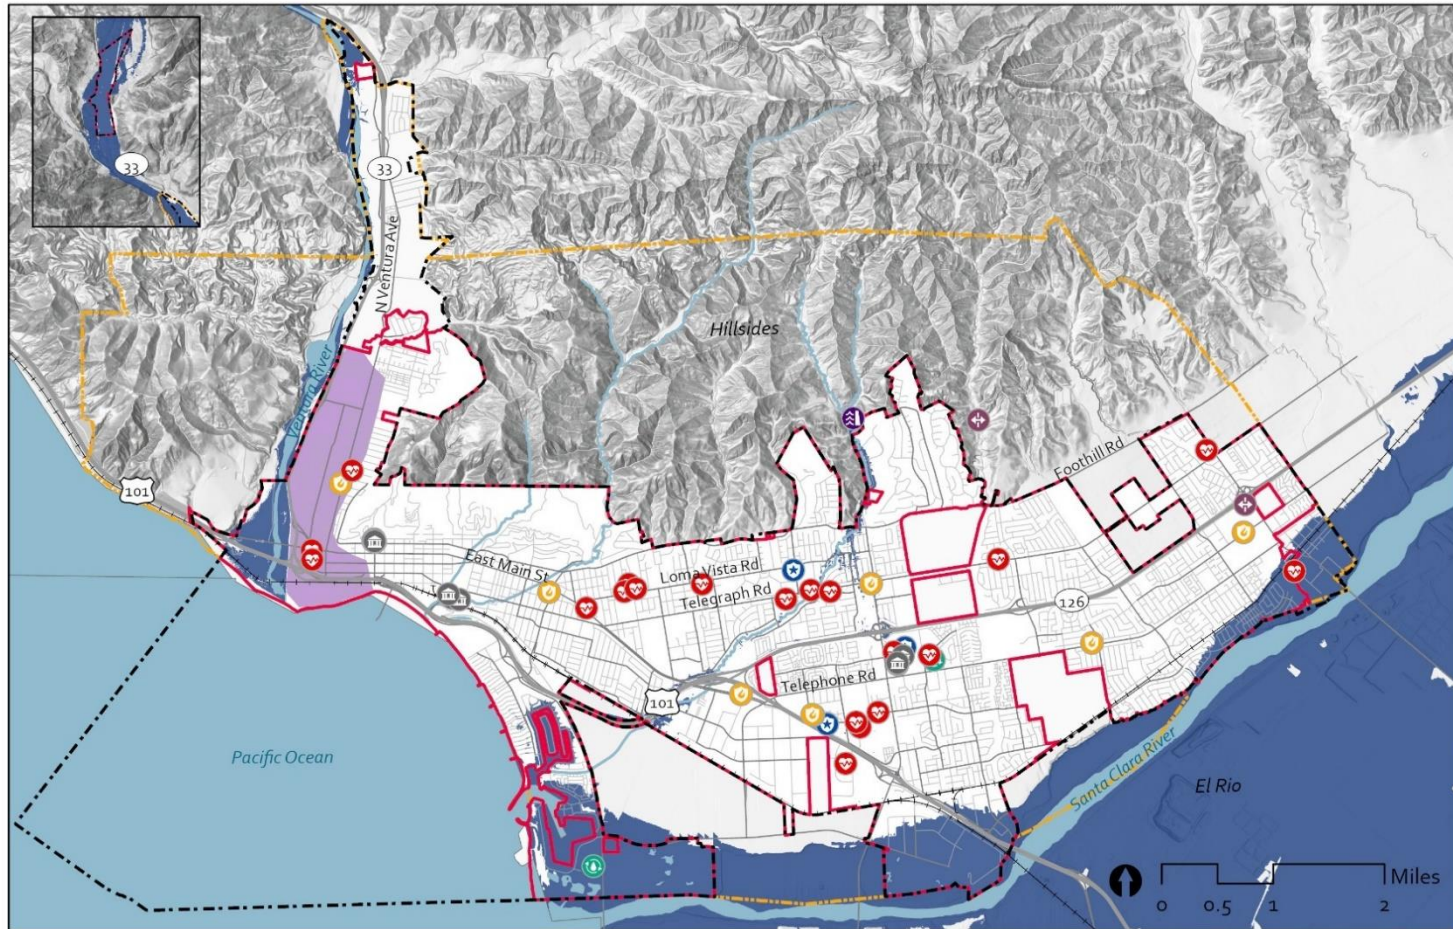 33
33
N Ventura Ave
Hillsides
Ventura River
Foothill Rd
101
East Main St
Loma Vista Rd
Telegraph Rd
126
Telephone Rd
101
Pacific Ocean
Santa Clara River
El Rio
Miles
0 0.5 1 2